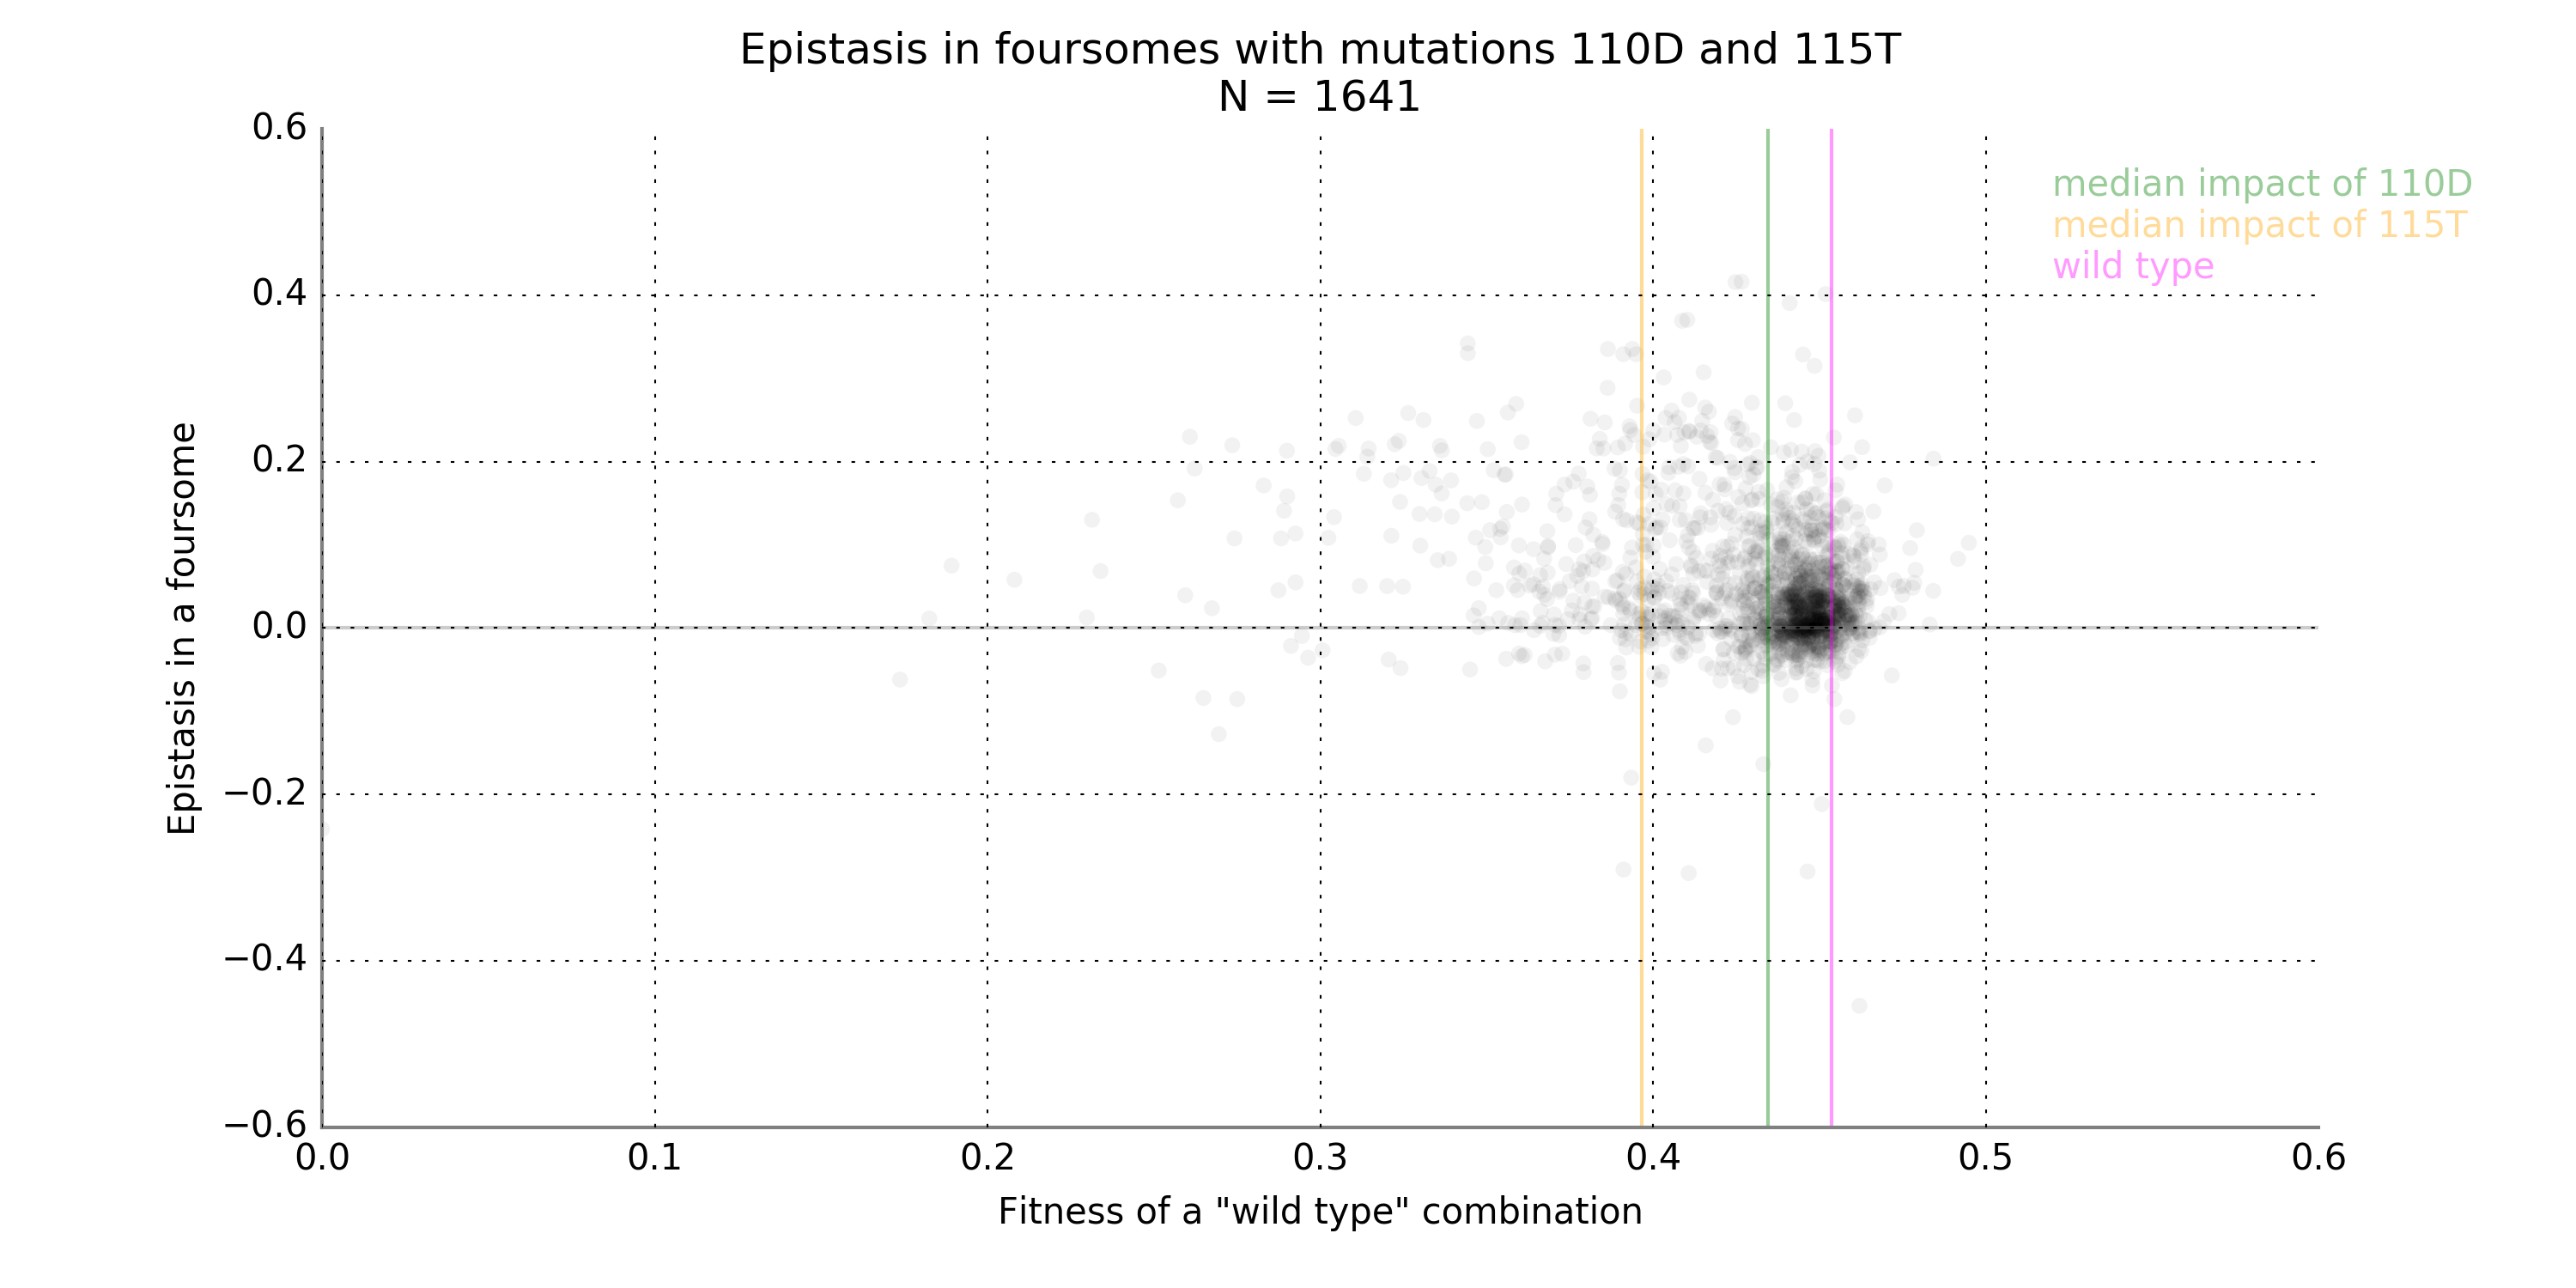 Epistasis in foursomes with mutations 110D and 115T
N = 1641
0.6
0.4
0.2
0.0
−0.2
−0.4
−0.6
Epistasis in a foursome
median impact of 110D
median impact of 115T
wild type
0.0 0.1 0.2 0.3 0.4 0.5 0.6
Fitness of a "wild type" combination